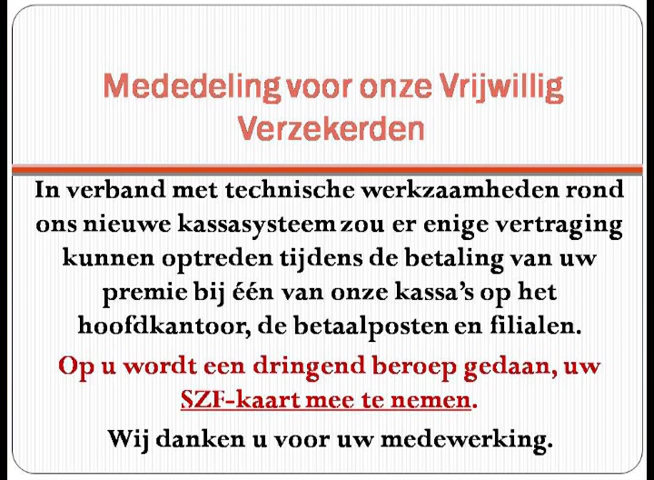 Mededeling voor onze Vrijwillig
Verzekerden
In verband met technische werkzaamheden rond
ons nieuwe kassasysteem zou er enige vertraging
kunnen optreden tijdens de betaling van uw
premie bij één van onze kassa's op het
hoofdkantoor, de betaalposten en filialen.
Op u wordt een dringend beroep gedaan, uw
SZF-kaart mee te nemen.
Wij danken u voor uw medewerking.